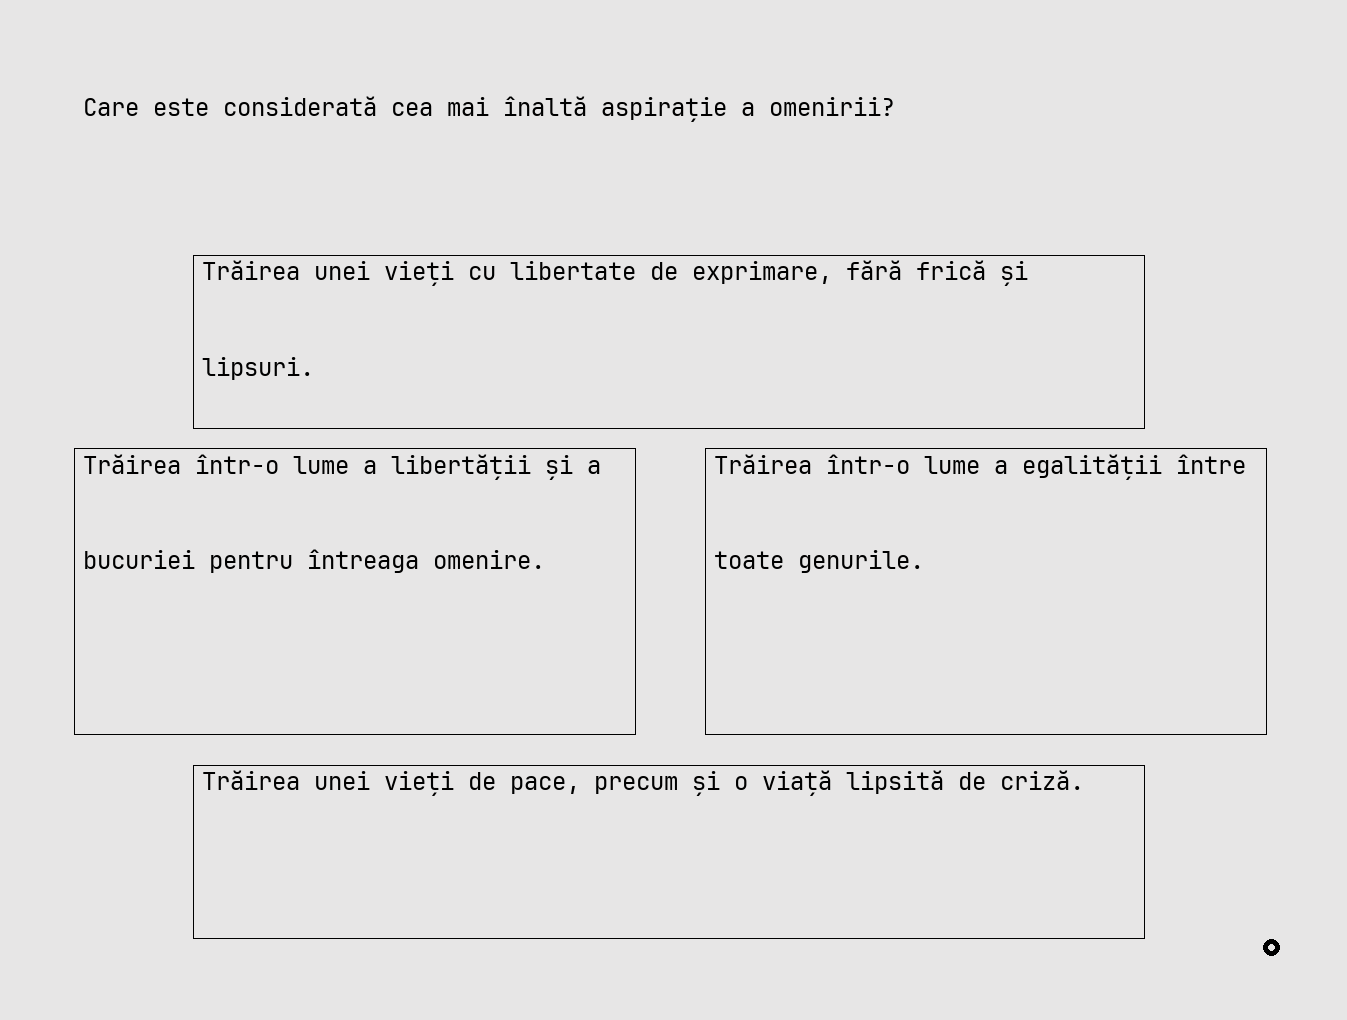 Care este considerată cea mai înaltă aspirație a omenirii?
Trăirea unei vieți cu libertate de exprimare, fără frică și
lipsuri.
Trăirea într-o lume a libertății și a
bucuriei pentru întreaga omenire.
Trăirea într-o lume a egalității între
toate genurile.
Trăirea unei vieți de pace, precum și o viață lipsită de criză.